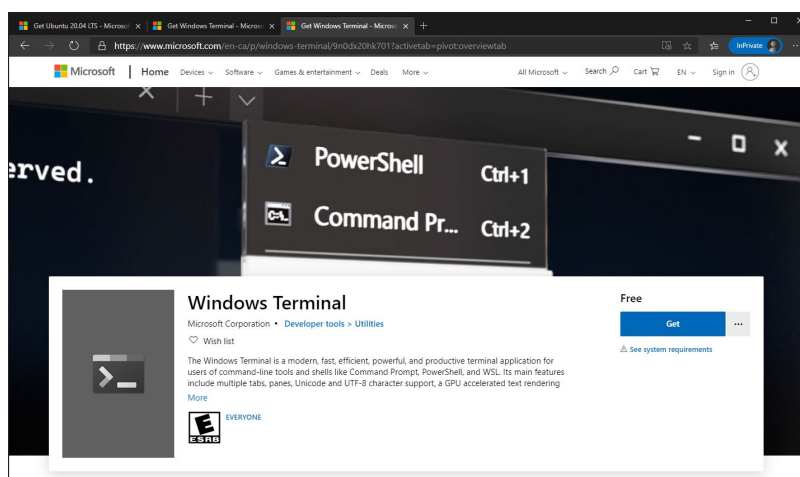 Get Ubuntu 20.04 LTS - Microsof
Get Windows Terminal - Microso
Get Windows Terminal - Microso
https://www.microsoft.com/en-ca/p/windows-terminal/9n0dx20hk701?activetab=pivot:overviewtab
InPrivate
Microsoft
Home
Devices
Software
Games & entertainment
Deals
More
All Microsoft
Search
Cart
EN
Sign in
erved.
PowerShell Ctrl+1
Command Pr... Ctrl+2
Windows Terminal
Microsoft Corporation • Developer tools > Utilities
Wish list
The Windows Terminal is a modern, fast, efficient, powerful, and productive terminal application for
users of command-line tools and shells like Command Prompt, PowerShell, and WSL. Its main features
include multiple tabs, panes, Unicode and UTF-8 character support, a GPU accelerated text rendering
More
E
ESRB
EVERYONE
Free
Get
...
See system requirements